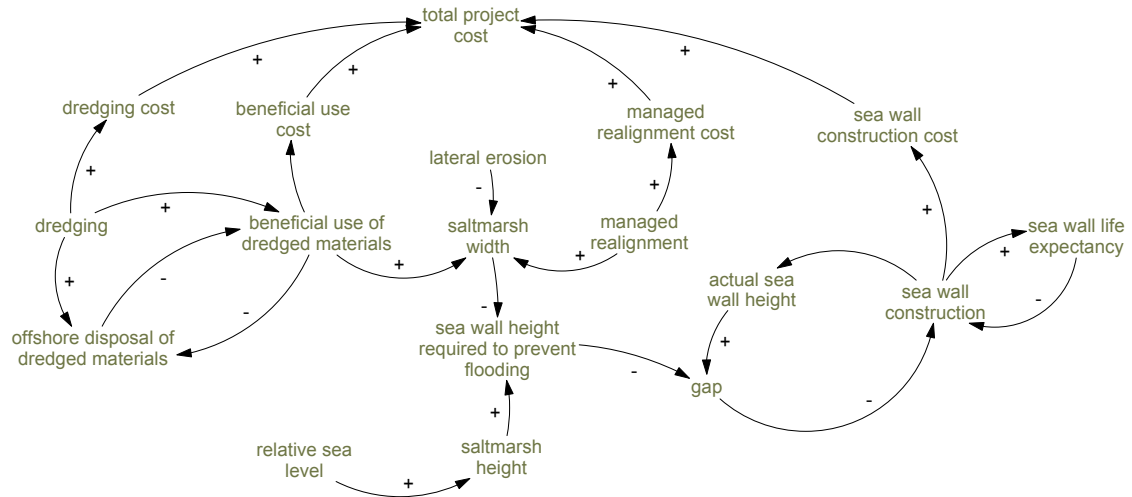 total project
cost
+
+
+
+
dredging cost
beneficial use
cost
managed
realignment cost
sea wall
construction cost
lateral erosion
+
-
+
dredging
+
beneficial use of
dredged materials
saltmarsh
width
managed
realignment
+
sea wall life
expectancy
+
+
-
+
+
actual sea
wall height
sea wall
construction
-
offshore disposal of
dredged materials
-
-
sea wall height
required to prevent
flooding
+
-
gap
-
+
relative sea
level
saltmarsh
height
+